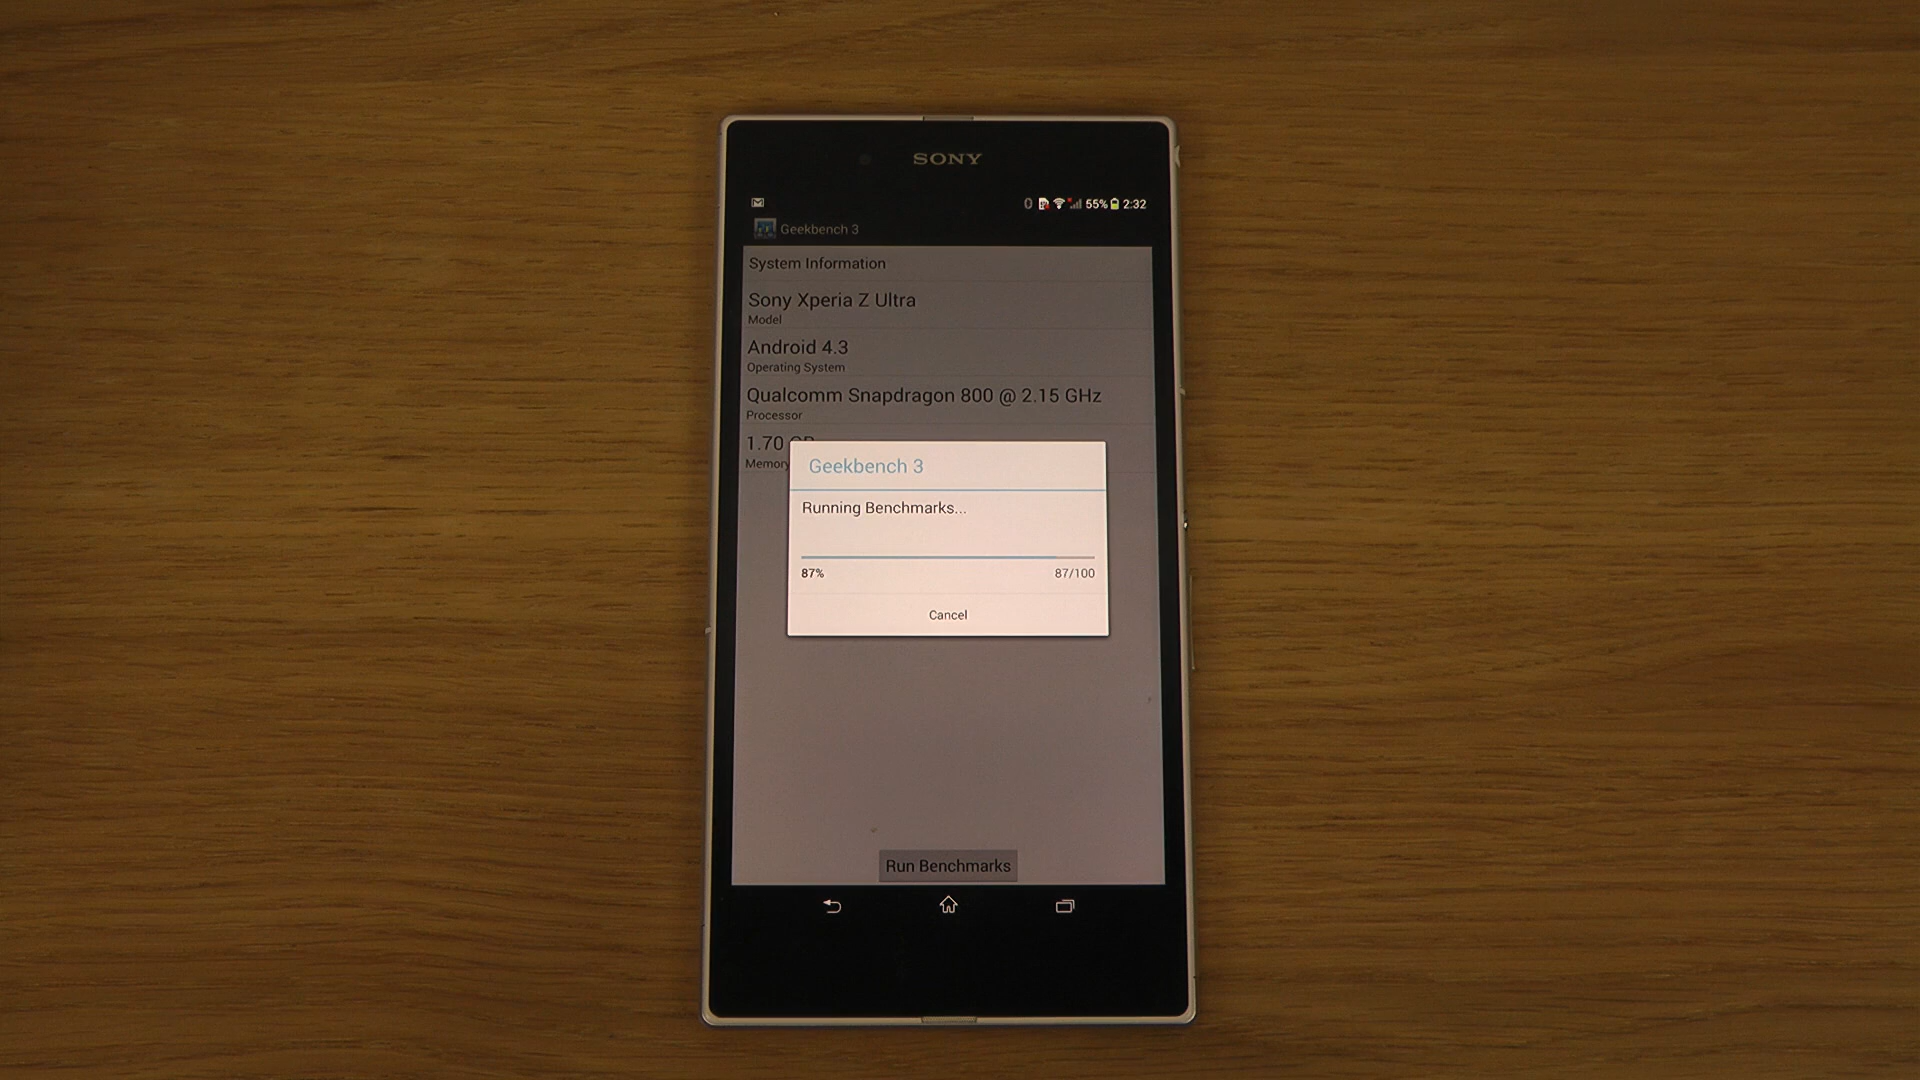 SONY
55% 2:32
Geekbench 3
System Information
Sony Xperia Z Ultra
Model
Android 4.3
Operating System
Qualcomm Snapdragon 800 @ 2.15 GHz
Processor
1.70
Memory
Geekbench 3
Running Benchmarks...
87% 87/100
Cancel
Run Benchmarks